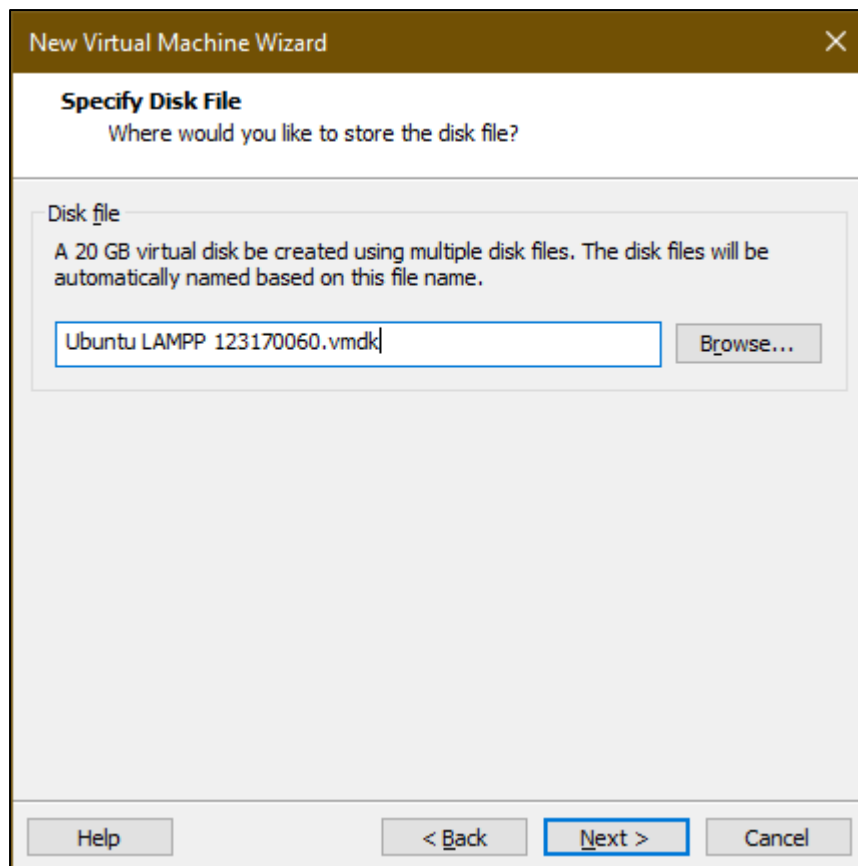 New Virtual Machine Wizard
Specify Disk File
Where would you like to store the disk file?
Disk file
A 20 GB virtual disk be created using multiple disk files. The disk files will be
automatically named based on this file name.
Ubuntu LAMPP 123170060.vmdk
Browse...
Help
< Back
Next >
Cancel